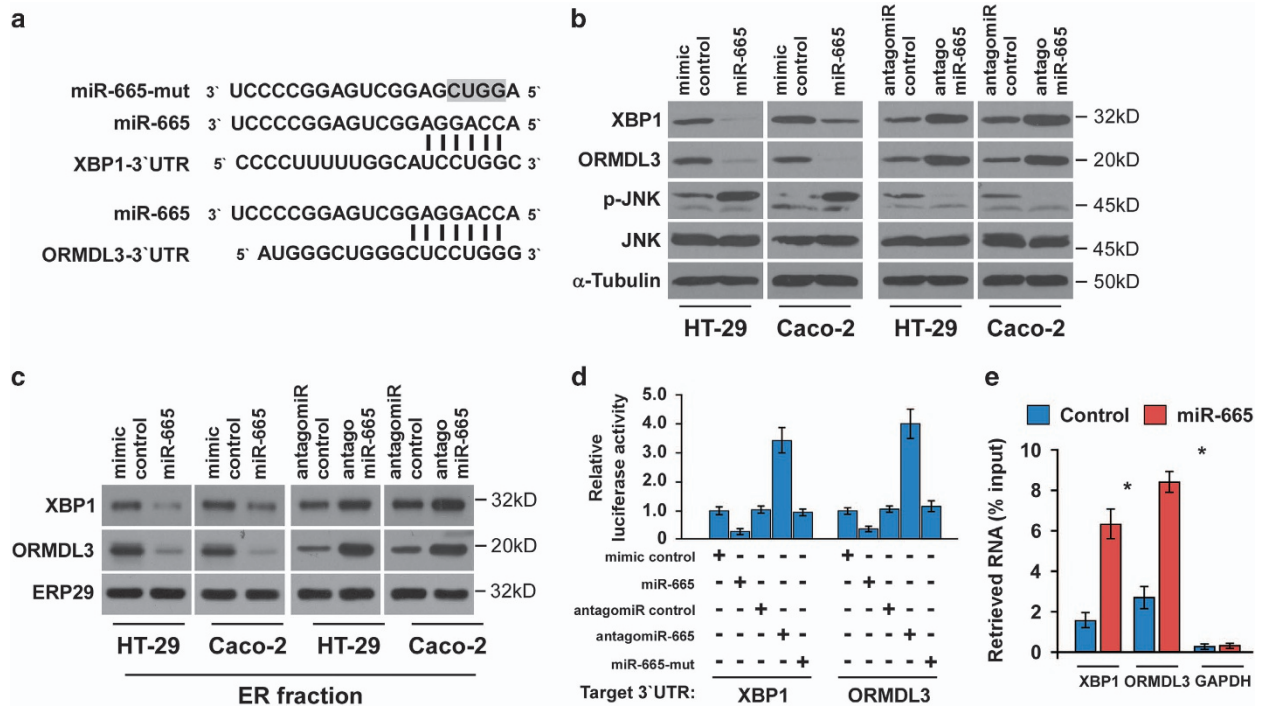 a
miR-665-mut 3` UCCCCGGAGUCGGAGCUGGA 5`
miR-665 3` UCCCCGGAGUCGGAGGACCA 5`
XBP1-3`UTR 5` CCCCUUUUUGGCAUCCUGGC 3`
miR-665 3` UCCCCGGAGUCGGAGGACCA 5`
ORMDL3-3`UTR 5` AUGGGCUGGGCUCCUGGG 3`
b
mimic control
miR-665
mimic control
miR-665
antagomiR control
antago miR-665
antagomiR control
antago miR-665
XBP1 32kD
ORMDL3 20kD
p-JNK 45kD
JNK 45kD
α-Tubulin 50kD
HT-29 Caco-2 HT-29 Caco-2
c
mimic control
miR-665
mimic control
miR-665
antagomiR control
antago miR-665
antagomiR control
antago miR-665
XBP1 32kD
ORMDL3 20kD
ERP29 32kD
HT-29 Caco-2 HT-29 Caco-2
ER fraction
d
Relative luciferase activity
5.0
4.0
3.0
2.0
1.0
0
mimic control + - - - - + - - - -
miR-665 - + - - - - + - - -
antagomiR control - - + - - - - + - -
antagomiR-665 - - - + - - - - + -
miR-665-mut - - - - + - - - - +
Target 3`UTR: XBP1 ORMDL3
e
Control miR-665
Retrieved RNA (% input)
10
8
6
4
2
0
* *
XBP1 ORMDL3 GAPDH